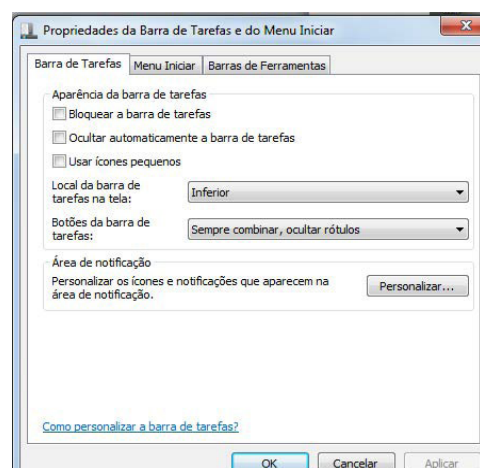 Propriedades da Barra de Tarefas e do Menu Iniciar
Barra de Tarefas Menu Iniciar Barras de Ferramentas
Aparência da barra de tarefas
Bloquear a barra de tarefas
Ocultar automaticamente a barra de tarefas
Usar ícones pequenos
Local da barra de
tarefas na tela:
Inferior
Botões da barra de
tarefas:
Sempre combinar, ocultar rótulos
Área de notificação
Personalizar os ícones e notificações que aparecem na
área de notificação.
Personalizar...
Como personalizar a barra de tarefas?
OK Cancelar Aplicar